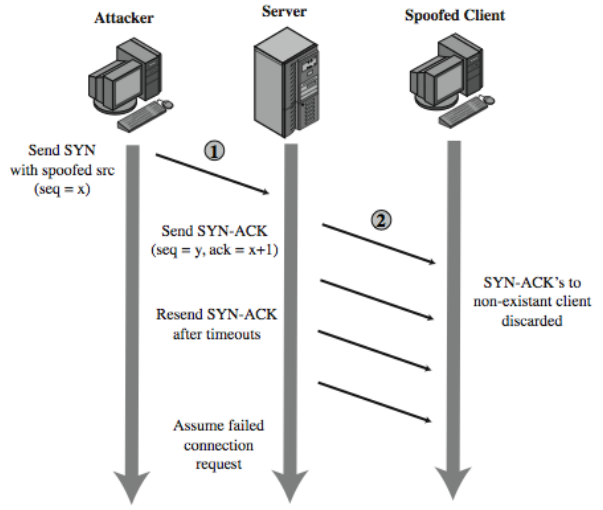 Attacker
Server
Spoofed Client
Send SYN
with spoofed src
(seq = x)
1
Send SYN-ACK
(seq = y, ack = x+1)
2
SYN-ACK's to
non-existant client
discarded
Resend SYN-ACK
after timeouts
Assume failed
connection
request